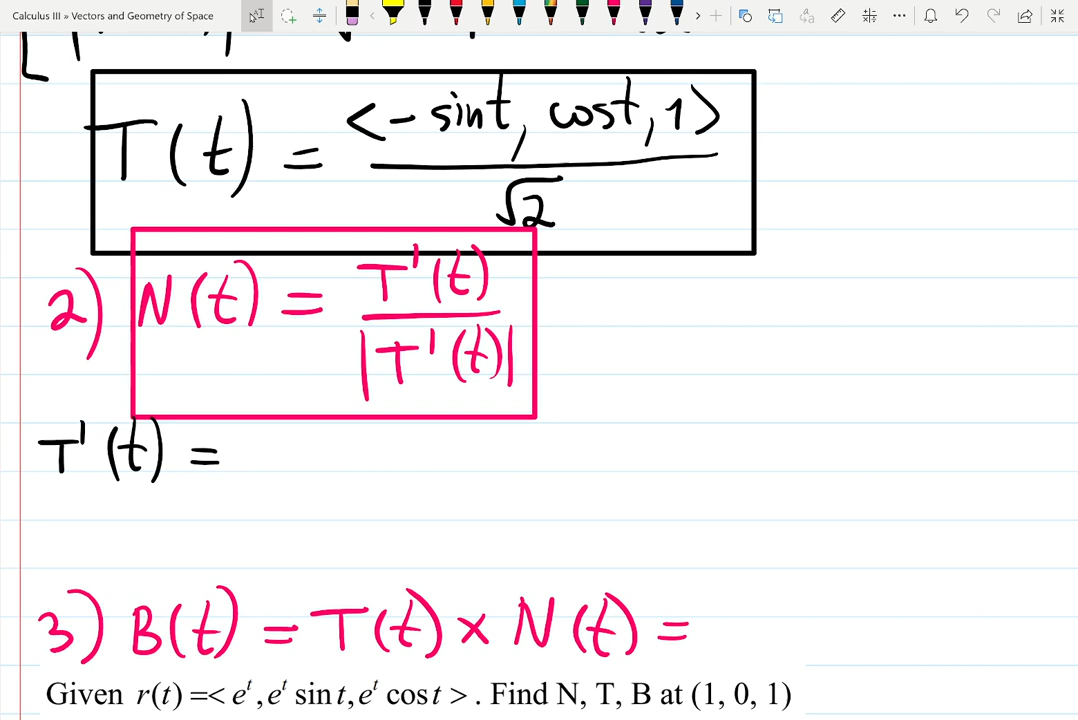 Calculus III » Vectors and Geometry of Space
T(t) = <-sint, cost, 1> / √2
2) N(t) = T'(t) / |T'(t)|
T'(t) =
3) B(t) = T(t) × N(t) =
Given r(t) =< e^t, e^t sin t, e^t cos t >. Find N, T, B at (1, 0, 1)